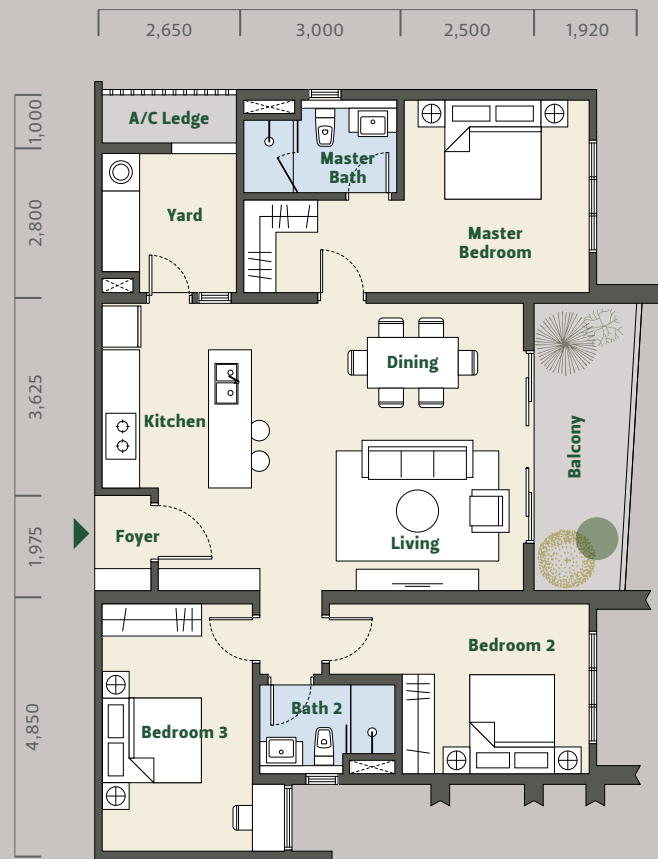 2,650
3,000
2,500
1,920
1,000
2,800
3,625
1,975
4,850
A/C Ledge
Master
Bath
Yard
Master
Bedroom
Dining
Kitchen
Balcony
Foyer
Living
Bedroom 2
Bath 2
Bedroom 3